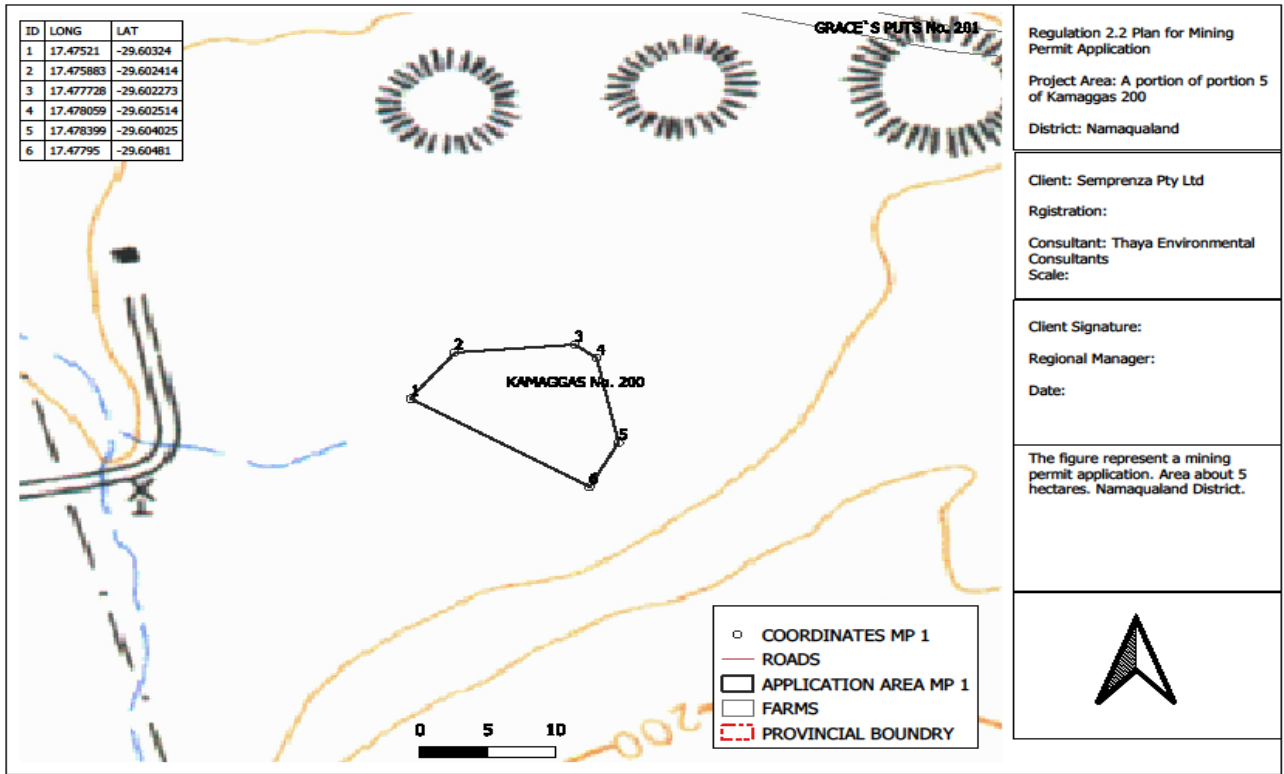 ID LONG LAT
1 17.47521 -29.60324
2 17.475883 -29.602414
3 17.477728 -29.602273
4 17.478059 -29.602514
5 17.478399 -29.604025
6 17.47795 -29.60481
GRACE`S PUTS No. 201
1
2
3
4
5
6
KAMAGGAS No. 200
200
0 5 10
COORDINATES MP 1
ROADS
APPLICATION AREA MP 1
FARMS
PROVINCIAL BOUNDRY
Regulation 2.2 Plan for Mining
Permit Application
Project Area: A portion of portion 5
of Kamaggas 200
District: Namaqualand
Client: Semprenza Pty Ltd
Rgistration:
Consultant: Thaya Environmental
Consultants
Scale:
Client Signature:
Regional Manager:
Date:
The figure represent a mining
permit application. Area about 5
hectares. Namaqualand District.